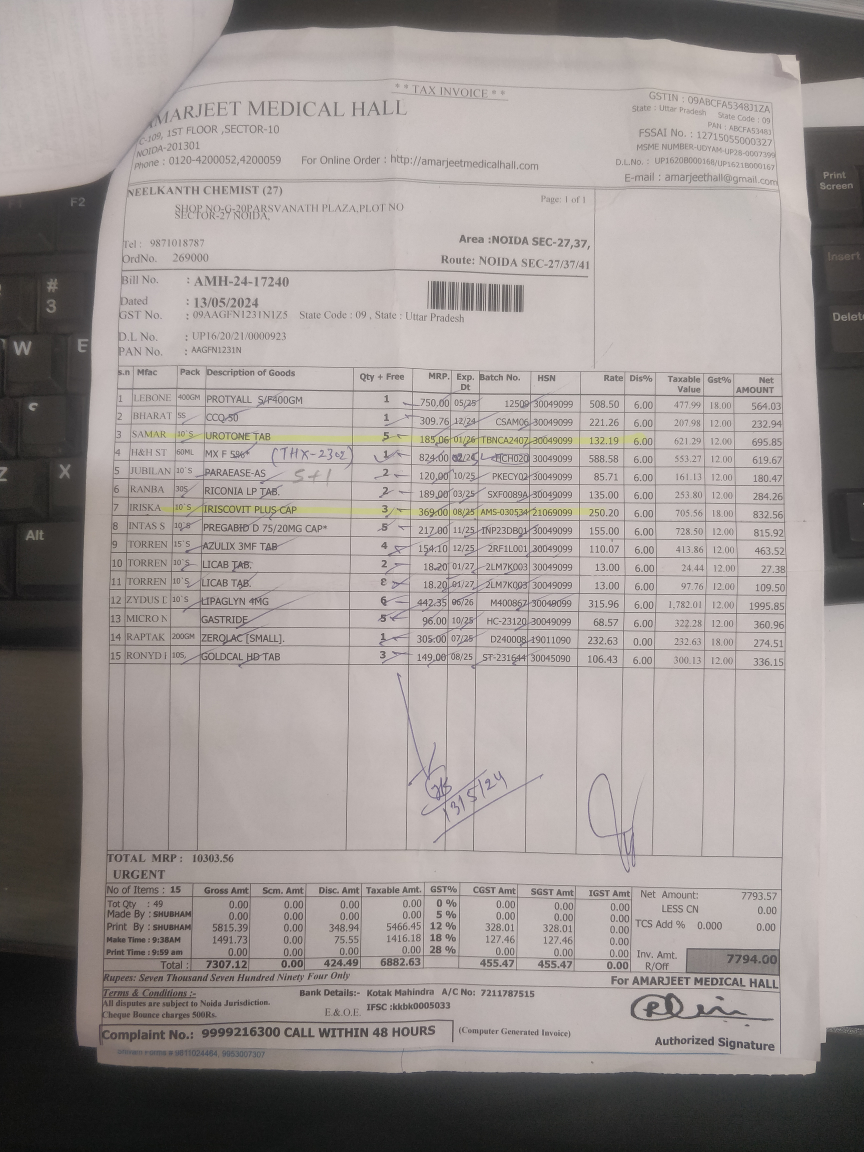 * * TAX INVOICE * *
AMARJEET MEDICAL HALL
C-109, 1ST FLOOR ,SECTOR-10
NOIDA-201301
Phone : 0120-4200052,4200059 For Online Order : http://amarjeetmedicalhall.com
GSTIN : 09ABCFA5348J1ZA
State : Uttar Pradesh State Code : 09
PAN : ABCFA5348J
FSSAI No. : 12715055000327
MSME NUMBER-UDYAM-UP28-0007399
D.L.No. : UP1620B000168/UP1621B000167
E-mail : amarjeethall@gmail.com
NEELKANTH CHEMIST (27)
Page: 1 of 1
SHOP NO-G-20PARSVANATH PLAZA,PLOT NO
SECTOR-27 NOIDA,
Tel : 9871018787
Area :NOIDA SEC-27,37,
OrdNo. 269000
Route: NOIDA SEC-27/37/41
Bill No. : AMH-24-17240
Dated : 13/05/2024
GST No. : 09AAGFN1231N1Z5 State Code : 09 , State : Uttar Pradesh
D.L No. : UP16/20/21/0000923
PAN No. : AAGFN1231N
s.n Mfac Pack Description of Goods Qty + Free MRP. Exp. Dt Batch No. HSN Rate Dis% Taxable Value Gst% Net AMOUNT
1 LEBONE 400GM PROTYALL S/F400GM 1 750.00 05/25 12509 30049099 508.50 6.00 477.99 18.00 564.03
2 BHARAT SS CCQ 50 1 309.76 12/24 CSAM06 30049099 221.26 6.00 207.98 12.00 232.94
3 SAMAR 10`S UROTONE TAB 5 185.06 01/26 TBNCA2407 30049099 132.19 6.00 621.29 12.00 695.85
4 H&H ST 60ML MX F 5%* (THX-2302) 1 824.00 02/26 HCH020 30049099 588.58 6.00 553.27 12.00 619.67
5 JUBILAN 10`S PARAEASE-AS 5+1 2 120.00 10/25 PKECY02 30049099 85.71 6.00 161.13 12.00 180.47
6 RANBA 30S RICONIA LP TAB. 2 189.00 03/25 SXF0089A 30049099 135.00 6.00 253.80 12.00 284.26
7 IRISKA 10`S IRISCOVIT PLUS CAP 3 369.00 08/25 AMS-030534 21069099 250.20 6.00 705.56 18.00 832.56
8 INTAS S 10`S PREGABID D 75/20MG CAP* 5 217.00 11/25 INP23DB01 30049099 155.00 6.00 728.50 12.00 815.92
9 TORREN 15`S AZULIX 3MF TAB 4 154.10 12/25 2RF1L001 30049099 110.07 6.00 413.86 12.00 463.52
10 TORREN 10`S LICAB TAB. 2 18.20 01/27 2LM7K003 30049099 13.00 6.00 24.44 12.00 27.38
11 TORREN 10`S LICAB TAB. 8 18.20 01/27 2LM7K003 30049099 13.00 6.00 97.76 12.00 109.50
12 ZYDUS I 10`S LIPAGLYN 4MG 6 442.35 06/26 M400867 30049099 315.96 6.00 1,782.01 12.00 1995.85
13 MICRO N GASTRIDE 5 96.00 10/25 HC-23120 30049099 68.57 6.00 322.28 12.00 360.96
14 RAPTAK 200GM ZEROLAC [SMALL]. 1 305.00 07/25 D24000B 19011090 232.63 0.00 232.63 18.00 274.51
15 RONYD I 10S, GOLDCAL HD TAB 3 149.00 08/25 ST-231644 30045090 106.43 6.00 300.13 12.00 336.15
13/5/24
TOTAL MRP : 10303.56
URGENT
No of Items : 15 Gross Amt Scm. Amt Disc. Amt Taxable Amt. GST% CGST Amt SGST Amt IGST Amt Net Amount: 7793.57
Tot Qty : 49 0.00 0.00 0.00 0.00 0 % 0.00 0.00 0.00 LESS CN 0.00
Made By : SHUBHAM 0.00 0.00 0.00 0.00 5 % 0.00 0.00 0.00
Print By : SHUBHAM 5815.39 0.00 348.94 5466.45 12 % 328.01 328.01 0.00 TCS Add % 0.000 0.00
Make Time : 9:38AM 1491.73 0.00 75.55 1416.18 18 % 127.46 127.46 0.00
Print Time : 9:59 am 0.00 0.00 0.00 0.00 28 % 0.00 0.00 0.00 Inv. Amt. 7794.00
Total : 7307.12 0.00 424.49 6882.63 455.47 455.47 0.00 R/Off
Rupees: Seven Thousand Seven Hundred Ninety Four Only
For AMARJEET MEDICAL HALL
Terms & Conditions :- Bank Details:- Kotak Mahindra A/C No: 7211787515
All disputes are subject to Noida Jurisdiction. IFSC :kkbk0005033
Cheque Bounce charges 500Rs. E.& O.E.
Complaint No.: 9999216300 CALL WITHIN 48 HOURS (Computer Generated Invoice)
Authorized Signature
9811024464, 9953007307
F2
#
3
W
E
Z
X
Alt
Print
Screen
Insert
Delete